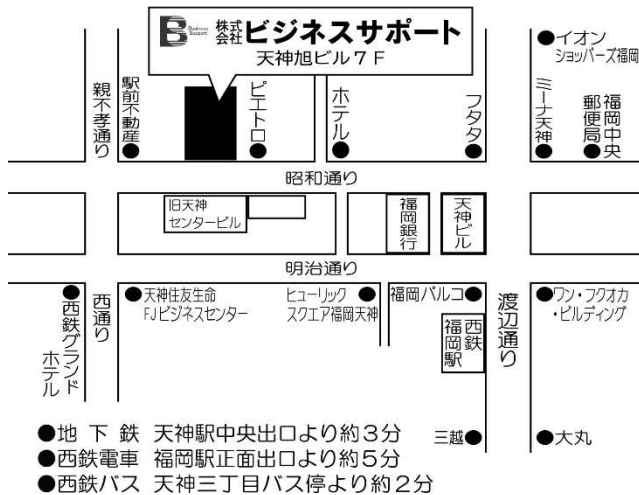 Business
Support
株式
会社
ビジネスサポート
天神旭ビル7F
親不孝通り
駅前不動産
ピエトロ
ホテル
フタタ
イオン
ショッパーズ福岡
ミーナ天神
福岡中央
郵便局
昭和通り
旧天神
センタービル
福岡銀行
天神ビル
明治通り
西鉄グランド
ホテル
西通り
天神住友生命
FJビジネスセンター
ヒューリック
スクエア福岡天神
福岡パルコ
西鉄
福岡駅
渡辺通り
ワン・フクオカ
・ビルディング
三越
大丸
●地下鉄 天神駅中央出口より約3分
●西鉄電車 福岡駅正面出口より約5分
●西鉄バス 天神三丁目バス停より約2分